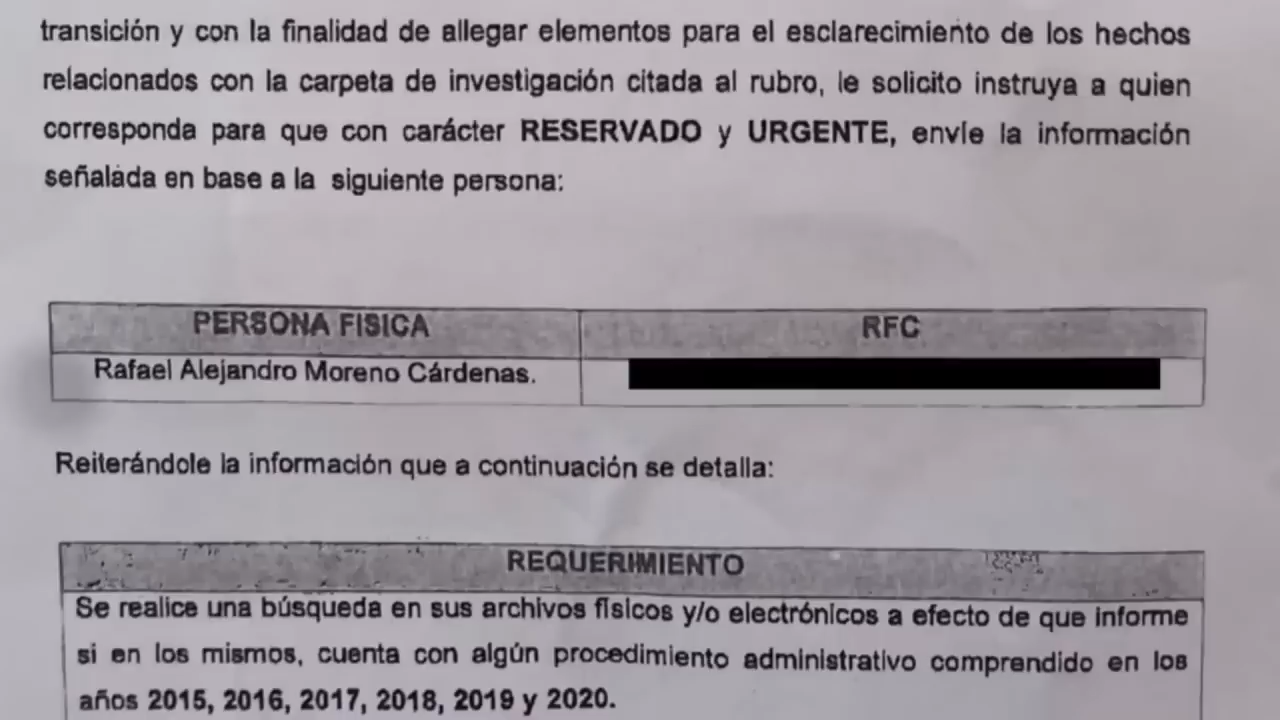 transición y con la finalidad de allegar elementos para el esclarecimiento de los hechos
relacionados con la carpeta de investigación citada al rubro, le solicito instruya a quien
corresponda para que con carácter RESERVADO y URGENTE, envíe la información
señalada en base a la siguiente persona:
PERSONA FISICA RFC
Rafael Alejandro Moreno Cárdenas.
Reiterándole la información que a continuación se detalla:
REQUERIMIENTO
Se realice una búsqueda en sus archivos físicos y/o electrónicos a efecto de que informe
si en los mismos, cuenta con algún procedimiento administrativo comprendido en los
años 2015, 2016, 2017, 2018, 2019 y 2020.